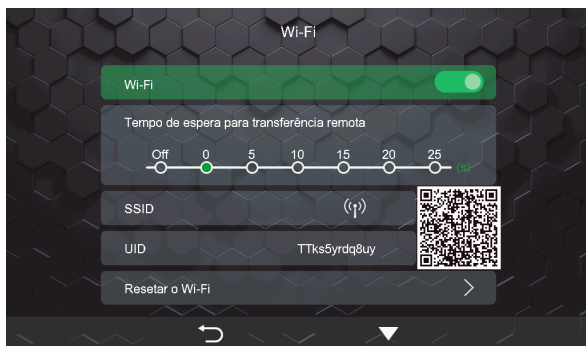 Wi-Fi
Wi-Fi
Tempo de espera para transferência remota
Off 0 5 10 15 20 25 (s)
SSID
UID TTks5yrdq8uy
Resetar o Wi-Fi